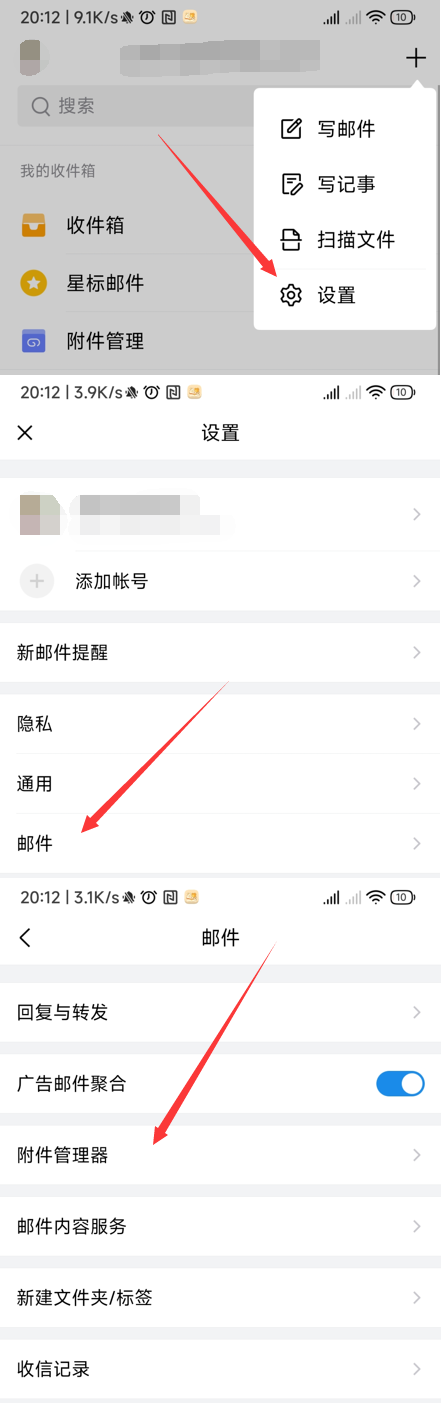 20:12 | 9.1K/s 10
搜索
写邮件
我的收件箱
写记事
收件箱
扫描文件
星标邮件
设置
附件管理
20:12 | 3.9K/s 10
设置
添加帐号
新邮件提醒
隐私
通用
邮件
20:12 | 3.1K/s 10
邮件
回复与转发
广告邮件聚合
附件管理器
邮件内容服务
新建文件夹/标签
收信记录